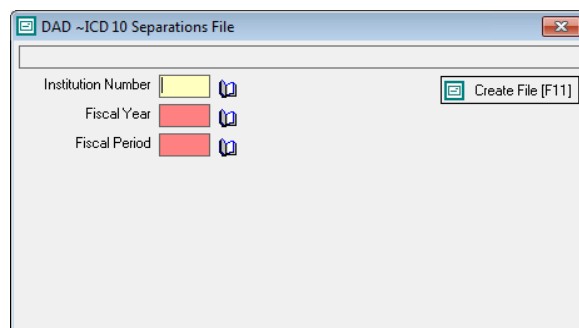 DAD ~ICD 10 Separations File
Institution Number
Create File [F11]
Fiscal Year
Fiscal Period